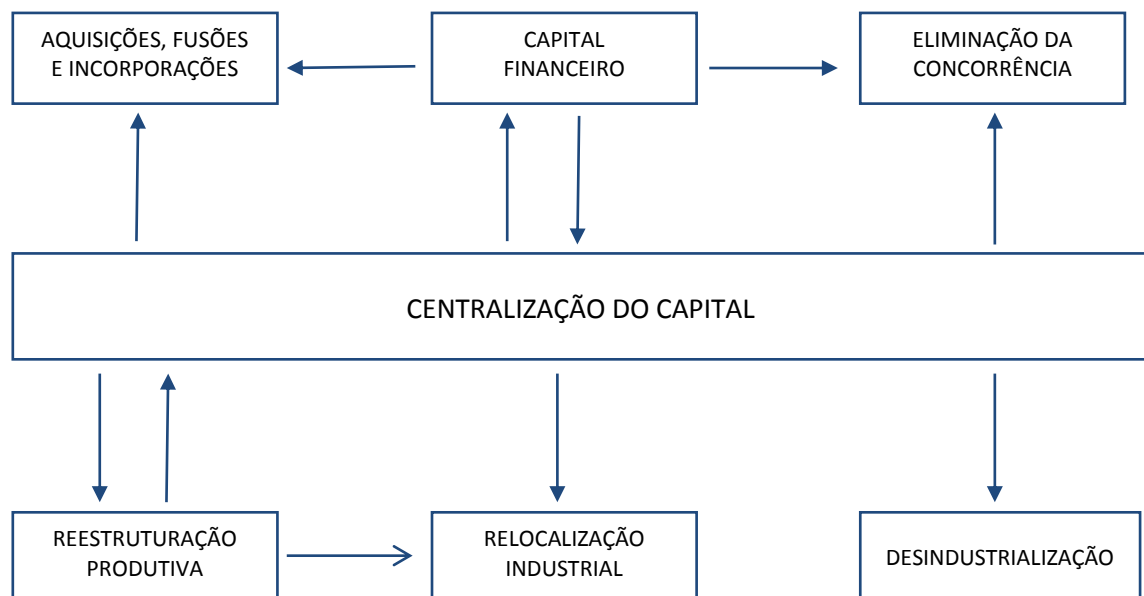 AQUISIÇÕES, FUSÕES
E INCORPORAÇÕES
CAPITAL
FINANCEIRO
ELIMINAÇÃO DA
CONCORRÊNCIA
CENTRALIZAÇÃO DO CAPITAL
REESTRUTURAÇÃO
PRODUTIVA
RELOCALIZAÇÃO
INDUSTRIAL
DESINDUSTRIALIZAÇÃO